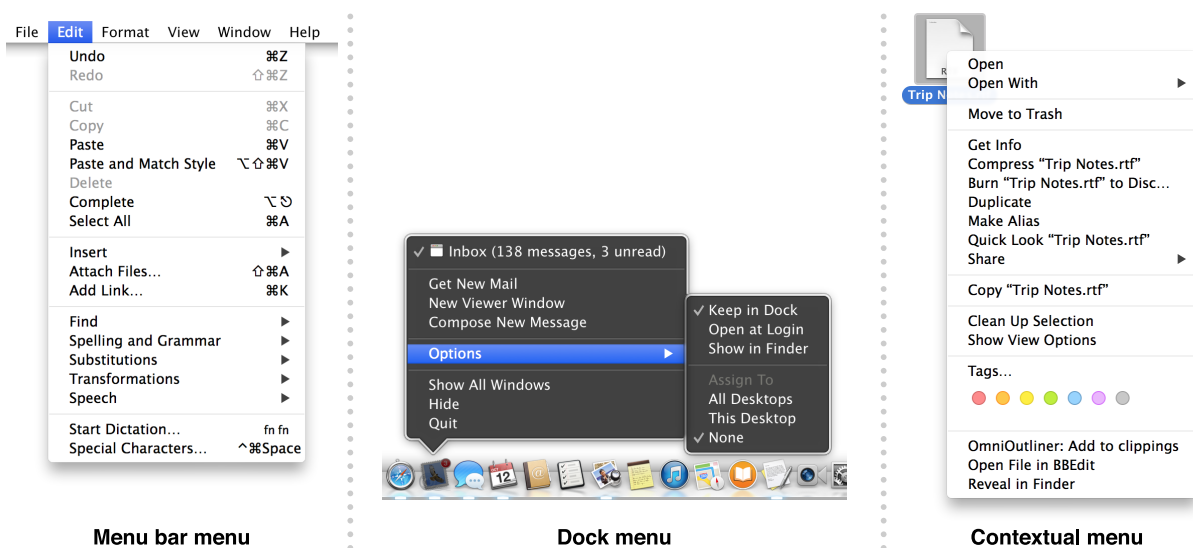 File Edit Format View Window Help
Undo ⌘Z
Redo ⇧⌘Z
Cut ⌘X
Copy ⌘C
Paste ⌘V
Paste and Match Style ⌥⇧⌘V
Delete
Complete ⌥⎋
Select All ⌘A
Insert ▶
Attach Files... ⇧⌘A
Add Link... ⌘K
Find ▶
Spelling and Grammar ▶
Substitutions ▶
Transformations ▶
Speech ▶
Start Dictation... fn fn
Special Characters... ^⌘Space
Menu bar menu
✓ Inbox (138 messages, 3 unread)
Get New Mail
New Viewer Window
Compose New Message
Options ▶
Show All Windows
Hide
Quit
✓ Keep in Dock
Open at Login
Show in Finder
Assign To
All Desktops
This Desktop
✓ None
12
Dock menu
R
Trip N
Open
Open With ▶
Move to Trash
Get Info
Compress “Trip Notes.rtf”
Burn “Trip Notes.rtf” to Disc...
Duplicate
Make Alias
Quick Look “Trip Notes.rtf”
Share ▶
Copy “Trip Notes.rtf”
Clean Up Selection
Show View Options
Tags...
OmniOutliner: Add to clippings
Open File in BBEdit
Reveal in Finder
Contextual menu